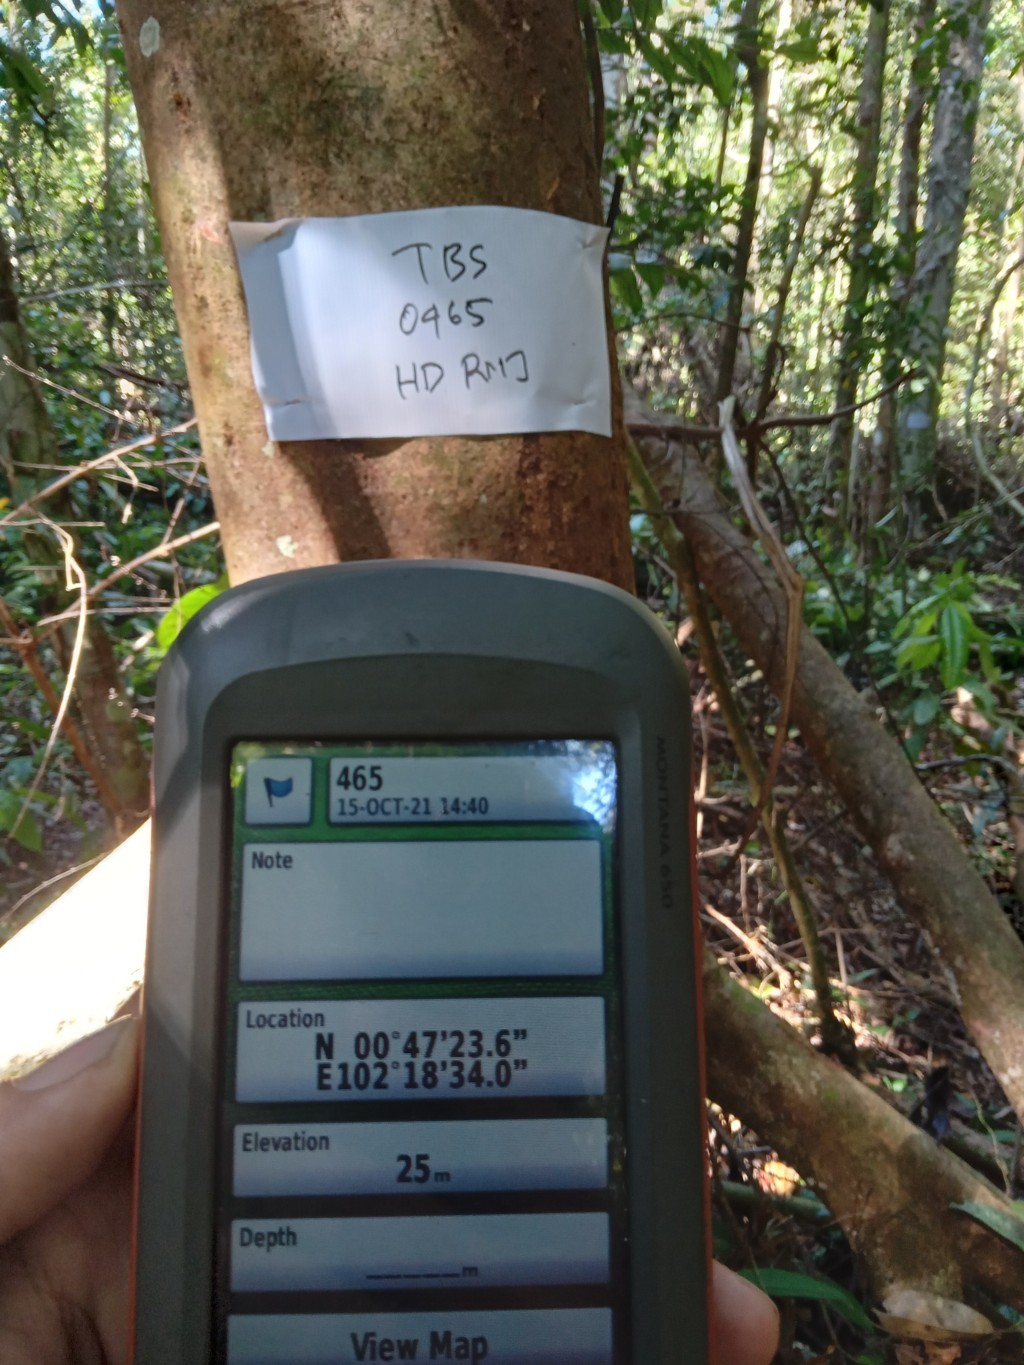 TBS
0465
HD RMJ
MONTANA 650
465
15-OCT-21 14:40
Note
Location
N 00°47'23.6"
E102°18'34.0"
Elevation
25m
Depth
_____m
View Map